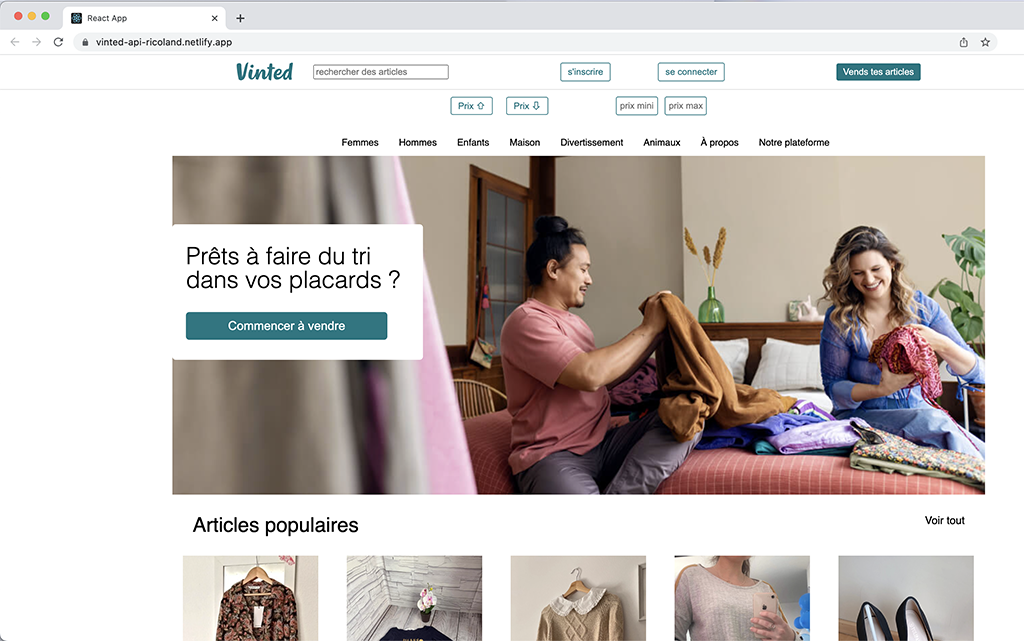 React App
vinted-api-ricoland.netlify.app
Vinted
rechercher des articles
s'inscrire
se connecter
Vends tes articles
Prix ⇧
Prix ⇩
prix mini
prix max
Femmes Hommes Enfants Maison Divertissement Animaux À propos Notre plateforme
Prêts à faire du tri
dans vos placards ?
Commencer à vendre
Articles populaires
Voir tout